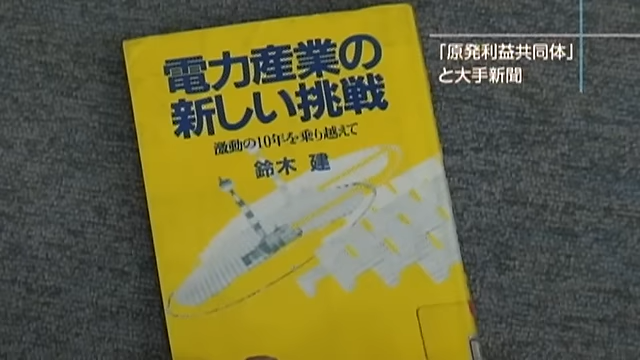 電力産業の
新しい挑戦
激動の10年を乗り越えて
鈴木 建
「原発利益共同体」
と大手新聞